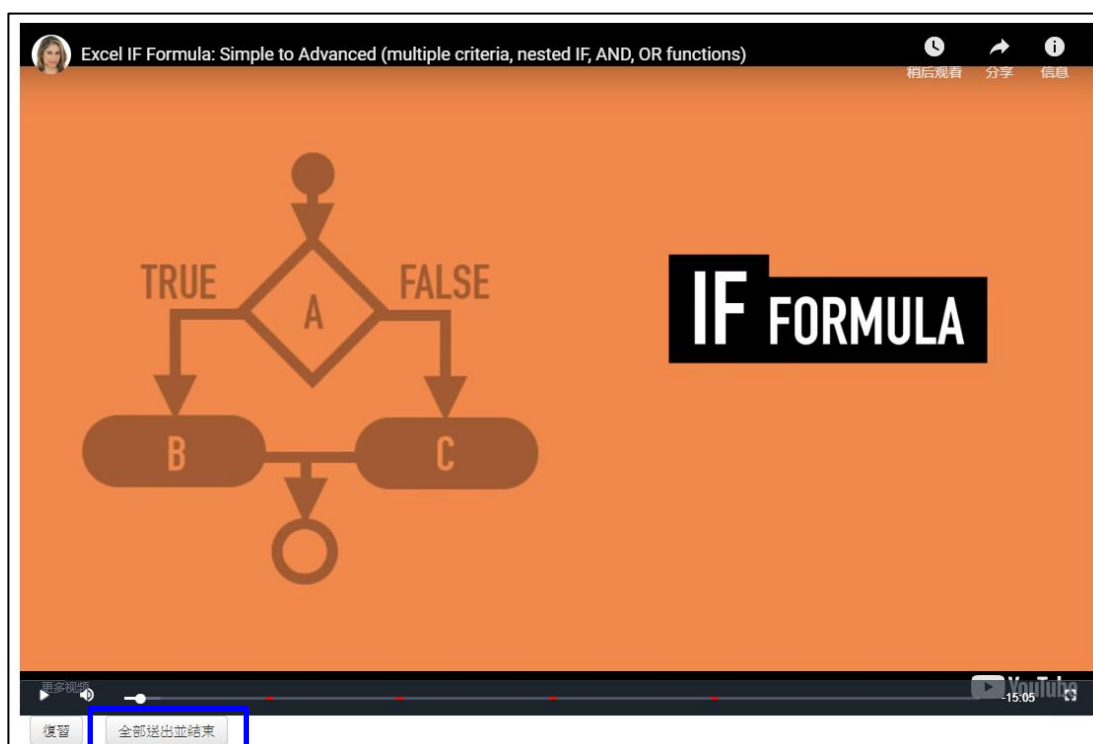 Excel IF Formula: Simple to Advanced (multiple criteria, nested IF, AND, OR functions)
稍后观看
分享
信息
TRUE
FALSE
A
IF FORMULA
B
C
更多视频
YouTube
-15:05
復習
全部送出並結束